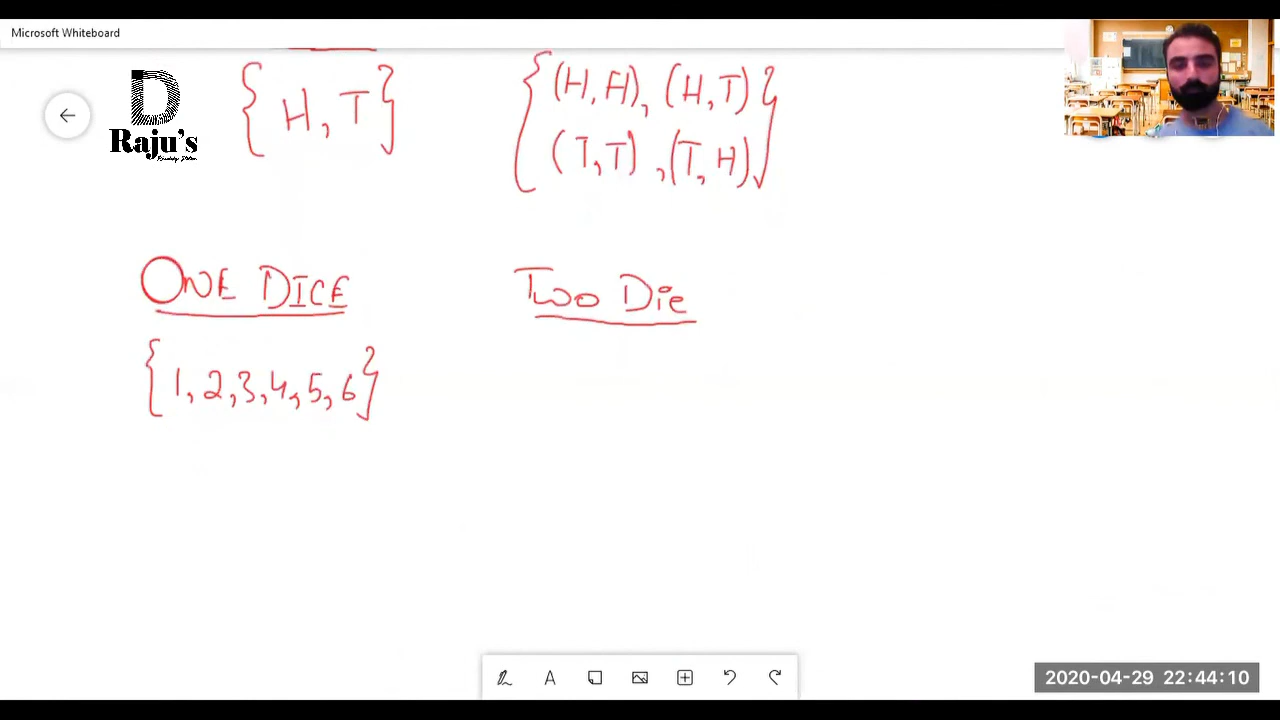 Microsoft Whiteboard
D
Raju's
{H, T}
{(H, H), (H, T)
(T, T), (T, H)}
ONE DICE
Two Die
{1, 2, 3, 4, 5, 6}
A
2020-04-29 22:44:10